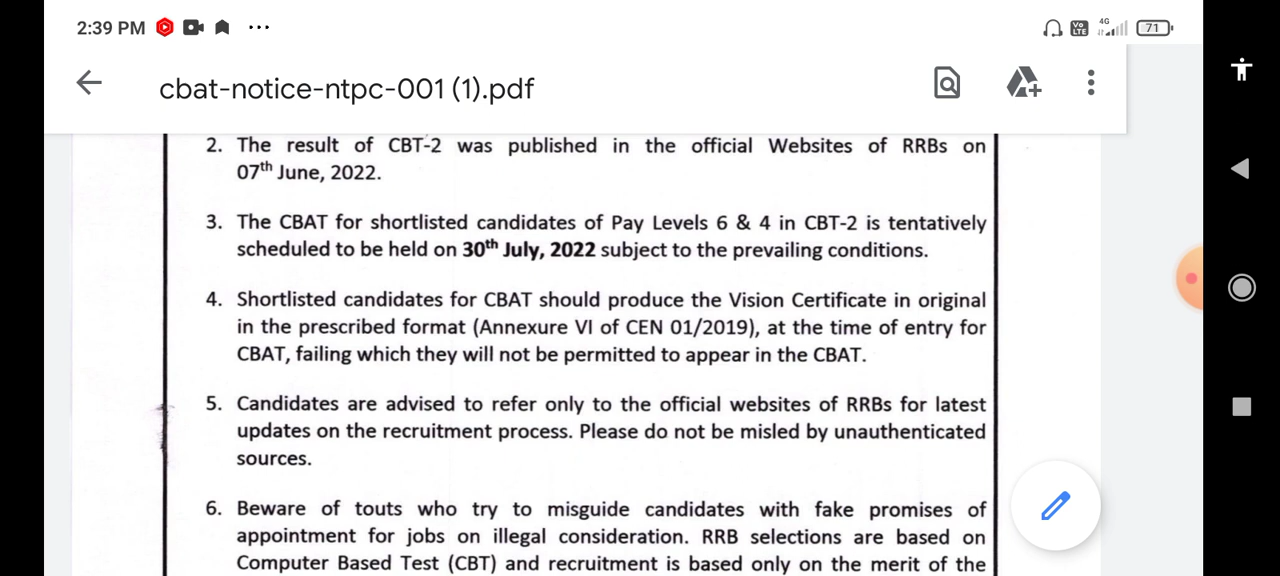 2:39 PM ...
Vo LTE 4G 71
cbat-notice-ntpc-001 (1).pdf
2. The result of CBT-2 was published in the official Websites of RRBs on
07th June, 2022.
3. The CBAT for shortlisted candidates of Pay Levels 6 & 4 in CBT-2 is tentatively
scheduled to be held on 30th July, 2022 subject to the prevailing conditions.
4. Shortlisted candidates for CBAT should produce the Vision Certificate in original
in the prescribed format (Annexure VI of CEN 01/2019), at the time of entry for
CBAT, failing which they will not be permitted to appear in the CBAT.
5. Candidates are advised to refer only to the official websites of RRBs for latest
updates on the recruitment process. Please do not be misled by unauthenticated
sources.
6. Beware of touts who try to misguide candidates with fake promises of
appointment for jobs on illegal consideration. RRB selections are based on
Computer Based Test (CBT) and recruitment is based only on the merit of the